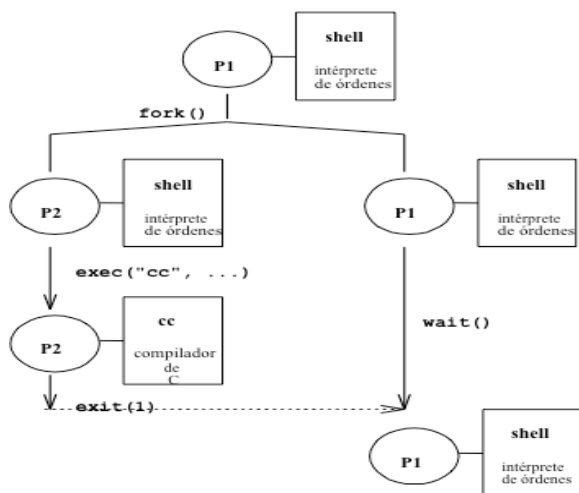 shell
P1
intérprete
de órdenes
fork()
shell
P2
intérprete
de órdenes
shell
P1
intérprete
de órdenes
exec("cc", ...)
cc
P2
compilador
de
C
wait()
exit(1)
shell
P1
intérprete
de órdenes